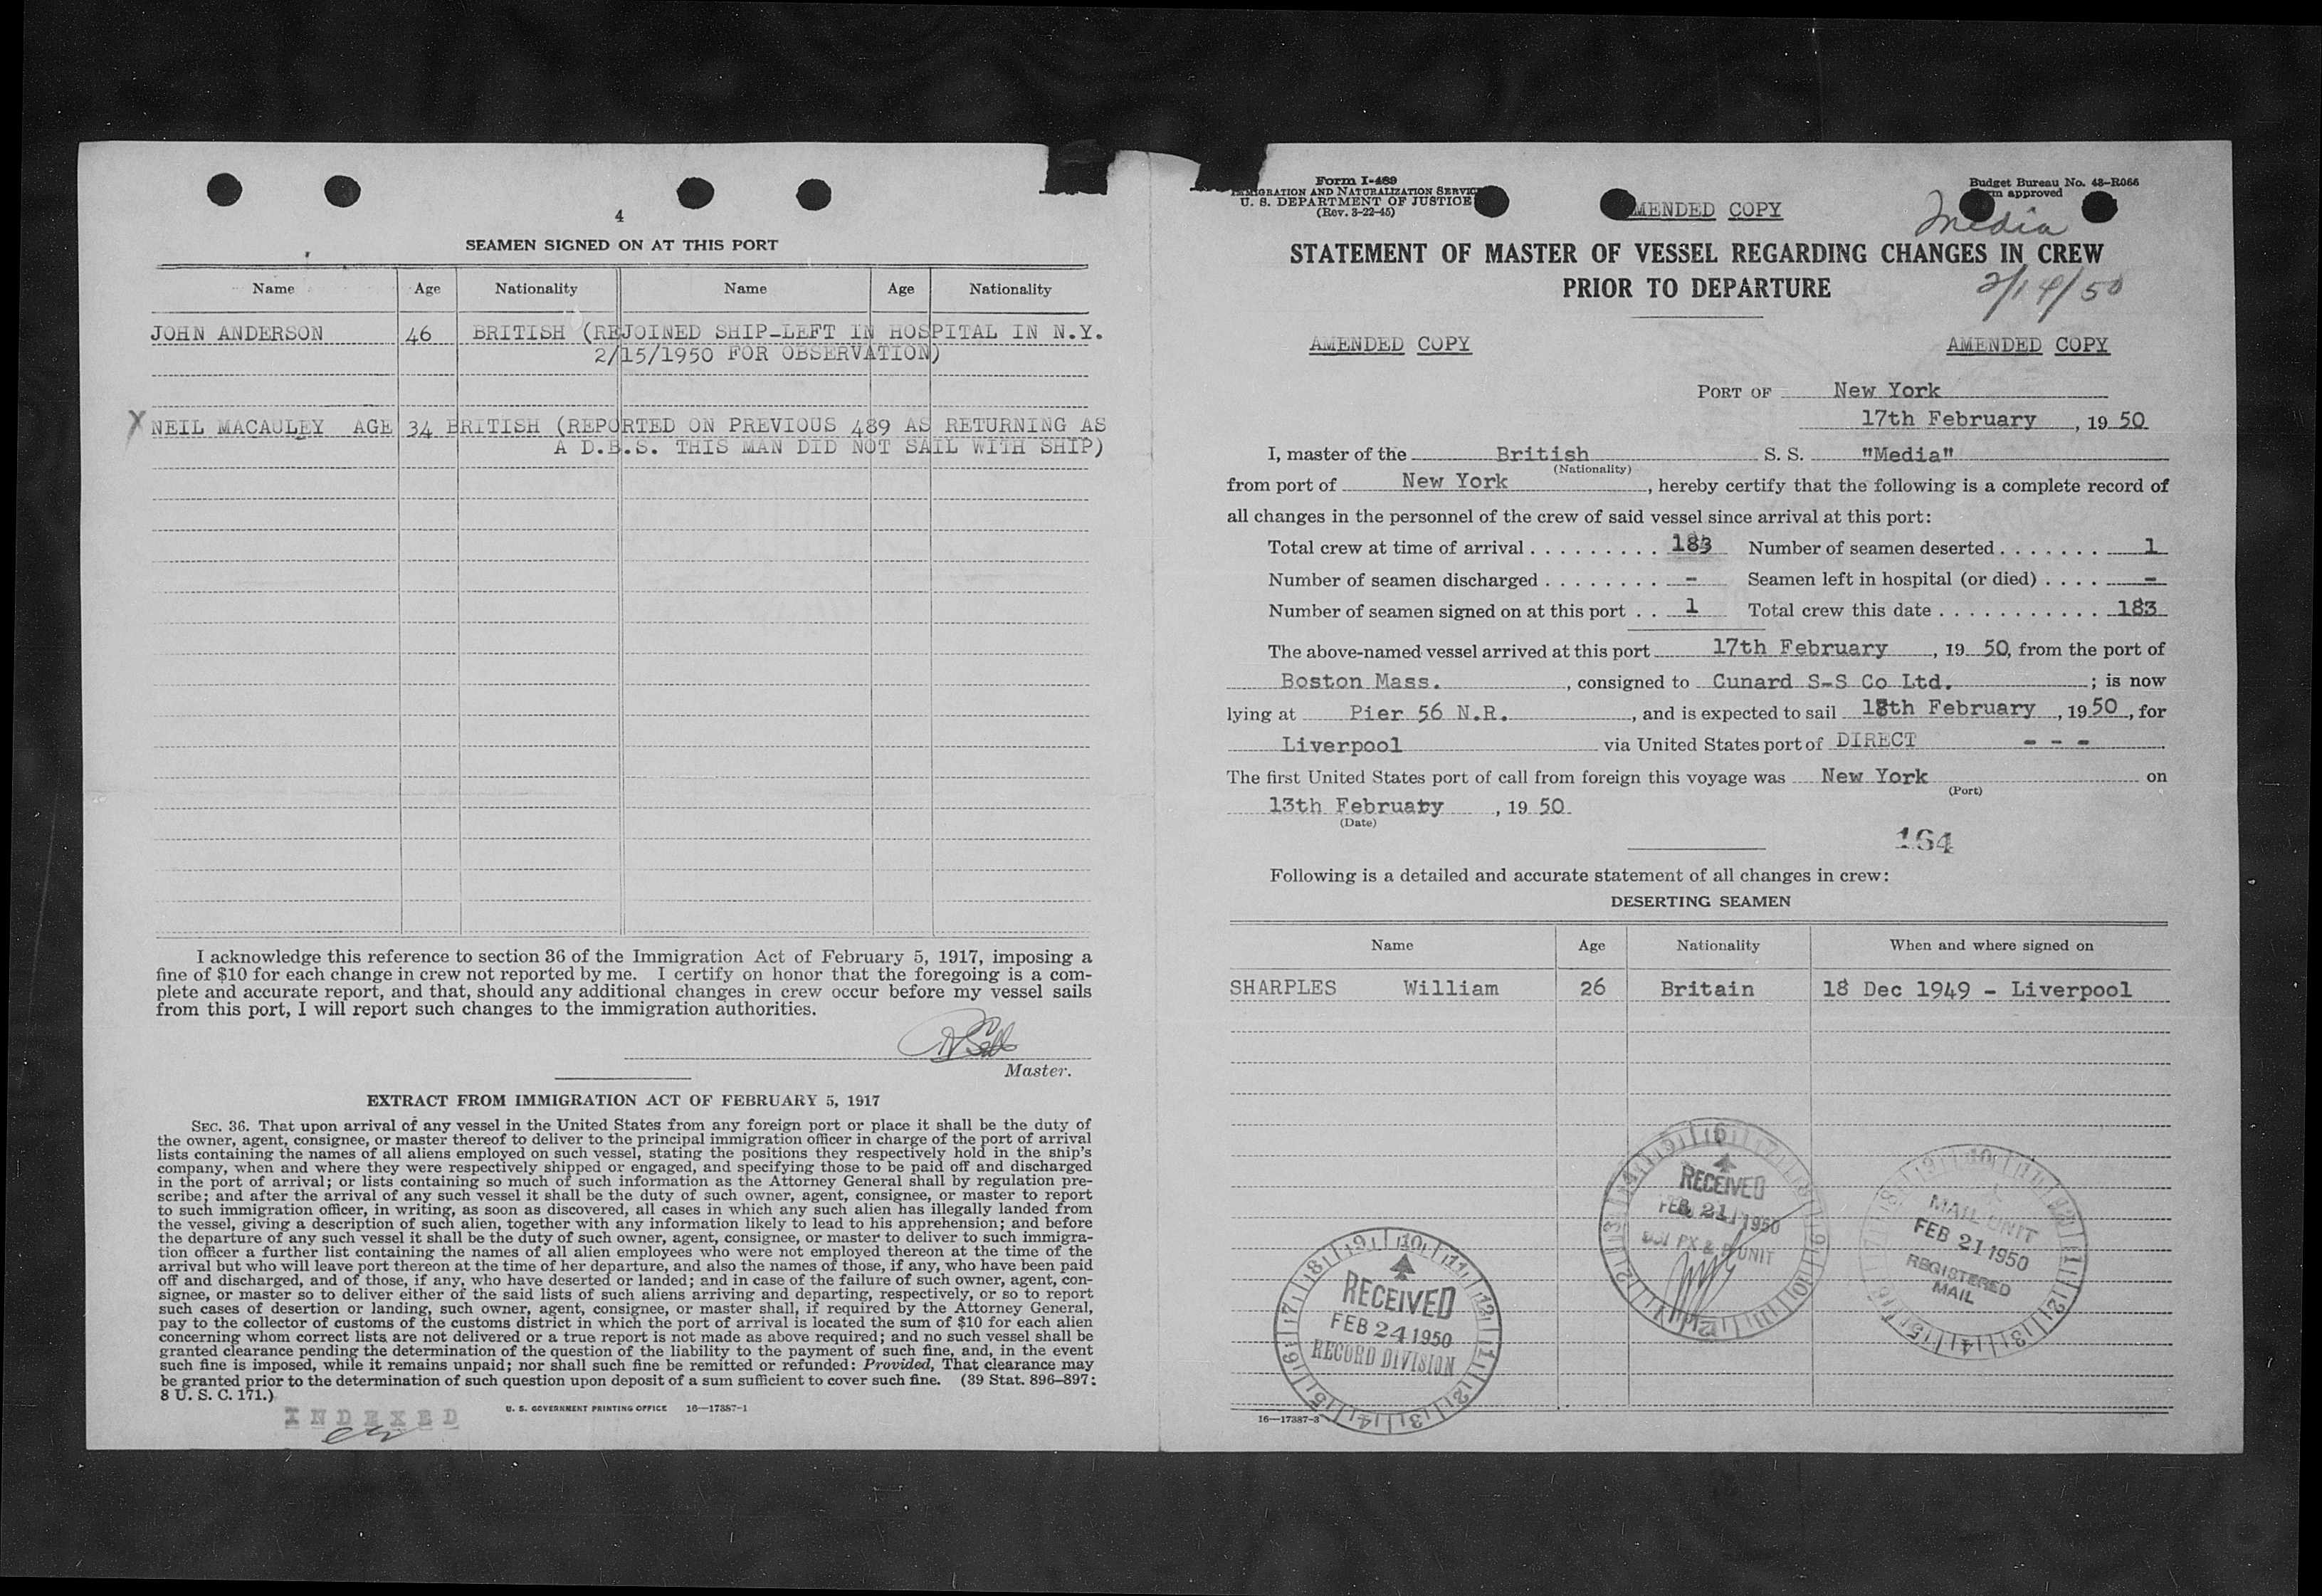 4
SEAMEN SIGNED ON AT THIS PORT
Name Age Nationality Name Age Nationality
JOHN ANDERSON 46 BRITISH (REJOINED SHIP-LEFT IN HOSPITAL IN N.Y.
2/15/1950 FOR OBSERVATION)
X NEIL MACAULEY AGE 34 BRITISH (REPORTED ON PREVIOUS 489 AS RETURNING AS
A D.B.S. THIS MAN DID NOT SAIL WITH SHIP)
I acknowledge this reference to section 36 of the Immigration Act of February 5, 1917, imposing a
fine of $10 for each change in crew not reported by me. I certify on honor that the foregoing is a com-
plete and accurate report, and that, should any additional changes in crew occur before my vessel sails
from this port, I will report such changes to the immigration authorities.
Master.
EXTRACT FROM IMMIGRATION ACT OF FEBRUARY 5, 1917
SEC. 36. That upon arrival of any vessel in the United States from any foreign port or place it shall be the duty of
the owner, agent, consignee, or master thereof to deliver to the principal immigration officer in charge of the port of arrival
lists containing the names of all aliens employed on such vessel, stating the positions they respectively hold in the ship's
company, when and where they were respectively shipped or engaged, and specifying those to be paid off and discharged
in the port of arrival; or lists containing so much of such information as the Attorney General shall by regulation pre-
scribe; and after the arrival of any such vessel it shall be the duty of such owner, agent, consignee, or master to report
to such immigration officer, in writing, as soon as discovered, all cases in which any such alien has illegally landed from
the vessel, giving a description of such alien, together with any information likely to lead to his apprehension; and before
the departure of any such vessel it shall be the duty of such owner, agent, consignee, or master to deliver to such immigra-
tion officer a further list containing the names of all alien employees who were not employed thereon at the time of the
arrival but who will leave port thereon at the time of her departure, and also the names of those, if any, who have been paid
off and discharged, and of those, if any, who have deserted or landed; and in case of the failure of such owner, agent, con-
signee, or master so to deliver either of the said lists of such aliens arriving and departing, respectively, or so to report
such cases of desertion or landing, such owner, agent, consignee, or master shall, if required by the Attorney General,
pay to the collector of customs of the customs district in which the port of arrival is located the sum of $10 for each alien
concerning whom correct lists are not delivered or a true report is not made as above required; and no such vessel shall be
granted clearance pending the determination of the question of the liability to the payment of such fine, and, in the event
such fine is imposed, while it remains unpaid; nor shall such fine be remitted or refunded: Provided, That clearance may
be granted prior to the determination of such question upon deposit of a sum sufficient to cover such fine. (39 Stat. 896–897;
8 U. S. C. 171.)
U. S. GOVERNMENT PRINTING OFFICE 16—17387-1
INDEXED
Form I-489
IMMIGRATION AND NATURALIZATION SERVICE
U. S. DEPARTMENT OF JUSTICE
(Rev. 3-22-45)
AMENDED COPY
Budget Bureau No. 43-R066
Form approved
Media
STATEMENT OF MASTER OF VESSEL REGARDING CHANGES IN CREW
PRIOR TO DEPARTURE
AMENDED COPY
AMENDED COPY
PORT OF New York
17th February, 19 50
I, master of the British S. S. "Media"
(Nationality)
from port of New York, hereby certify that the following is a complete record of
all changes in the personnel of the crew of said vessel since arrival at this port:
Total crew at time of arrival . . . . . . . . . 183 Number of seamen deserted . . . . . . . 1
Number of seamen discharged . . . . . . . . - Seamen left in hospital (or died) . . . . -
Number of seamen signed on at this port . . 1 Total crew this date . . . . . . . . . . . . 183
The above-named vessel arrived at this port 17th February, 19 50, from the port of
Boston Mass., consigned to Cunard S-S Co Ltd. ; is now
lying at Pier 56 N.R., and is expected to sail 18th February, 19 50, for
Liverpool via United States port of DIRECT - - -
The first United States port of call from foreign this voyage was New York on
(Port)
13th February, 19 50
(Date)
164
Following is a detailed and accurate statement of all changes in crew:
DESERTING SEAMEN
Name Age Nationality When and where signed on
SHARPLES William 26 Britain 18 Dec 1949 - Liverpool
RECEIVED
FEB 21 1950
UNIT
MAIL UNIT
FEB 21 1950
REGISTERED
MAIL
RECEIVED
FEB 24 1950
RECORD DIVISION
16—17387-3